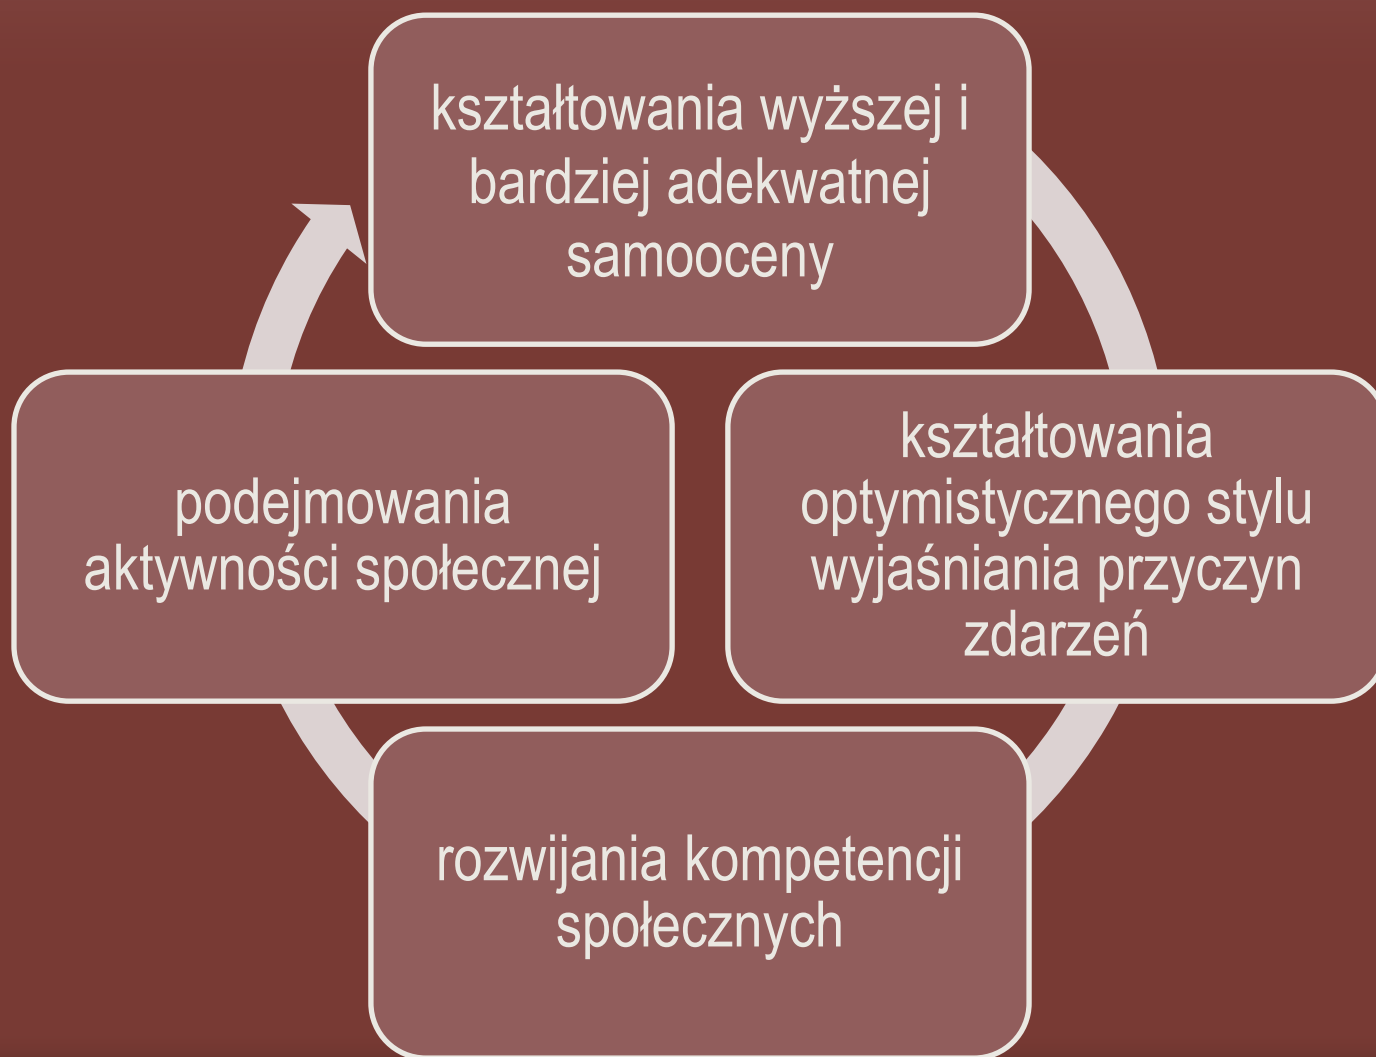 kształtowania wyższej i
bardziej adekwatnej
samooceny
kształtowania
optymistycznego stylu
wyjaśniania przyczyn
zdarzeń
rozwijania kompetencji
społecznych
podejmowania
aktywności społecznej